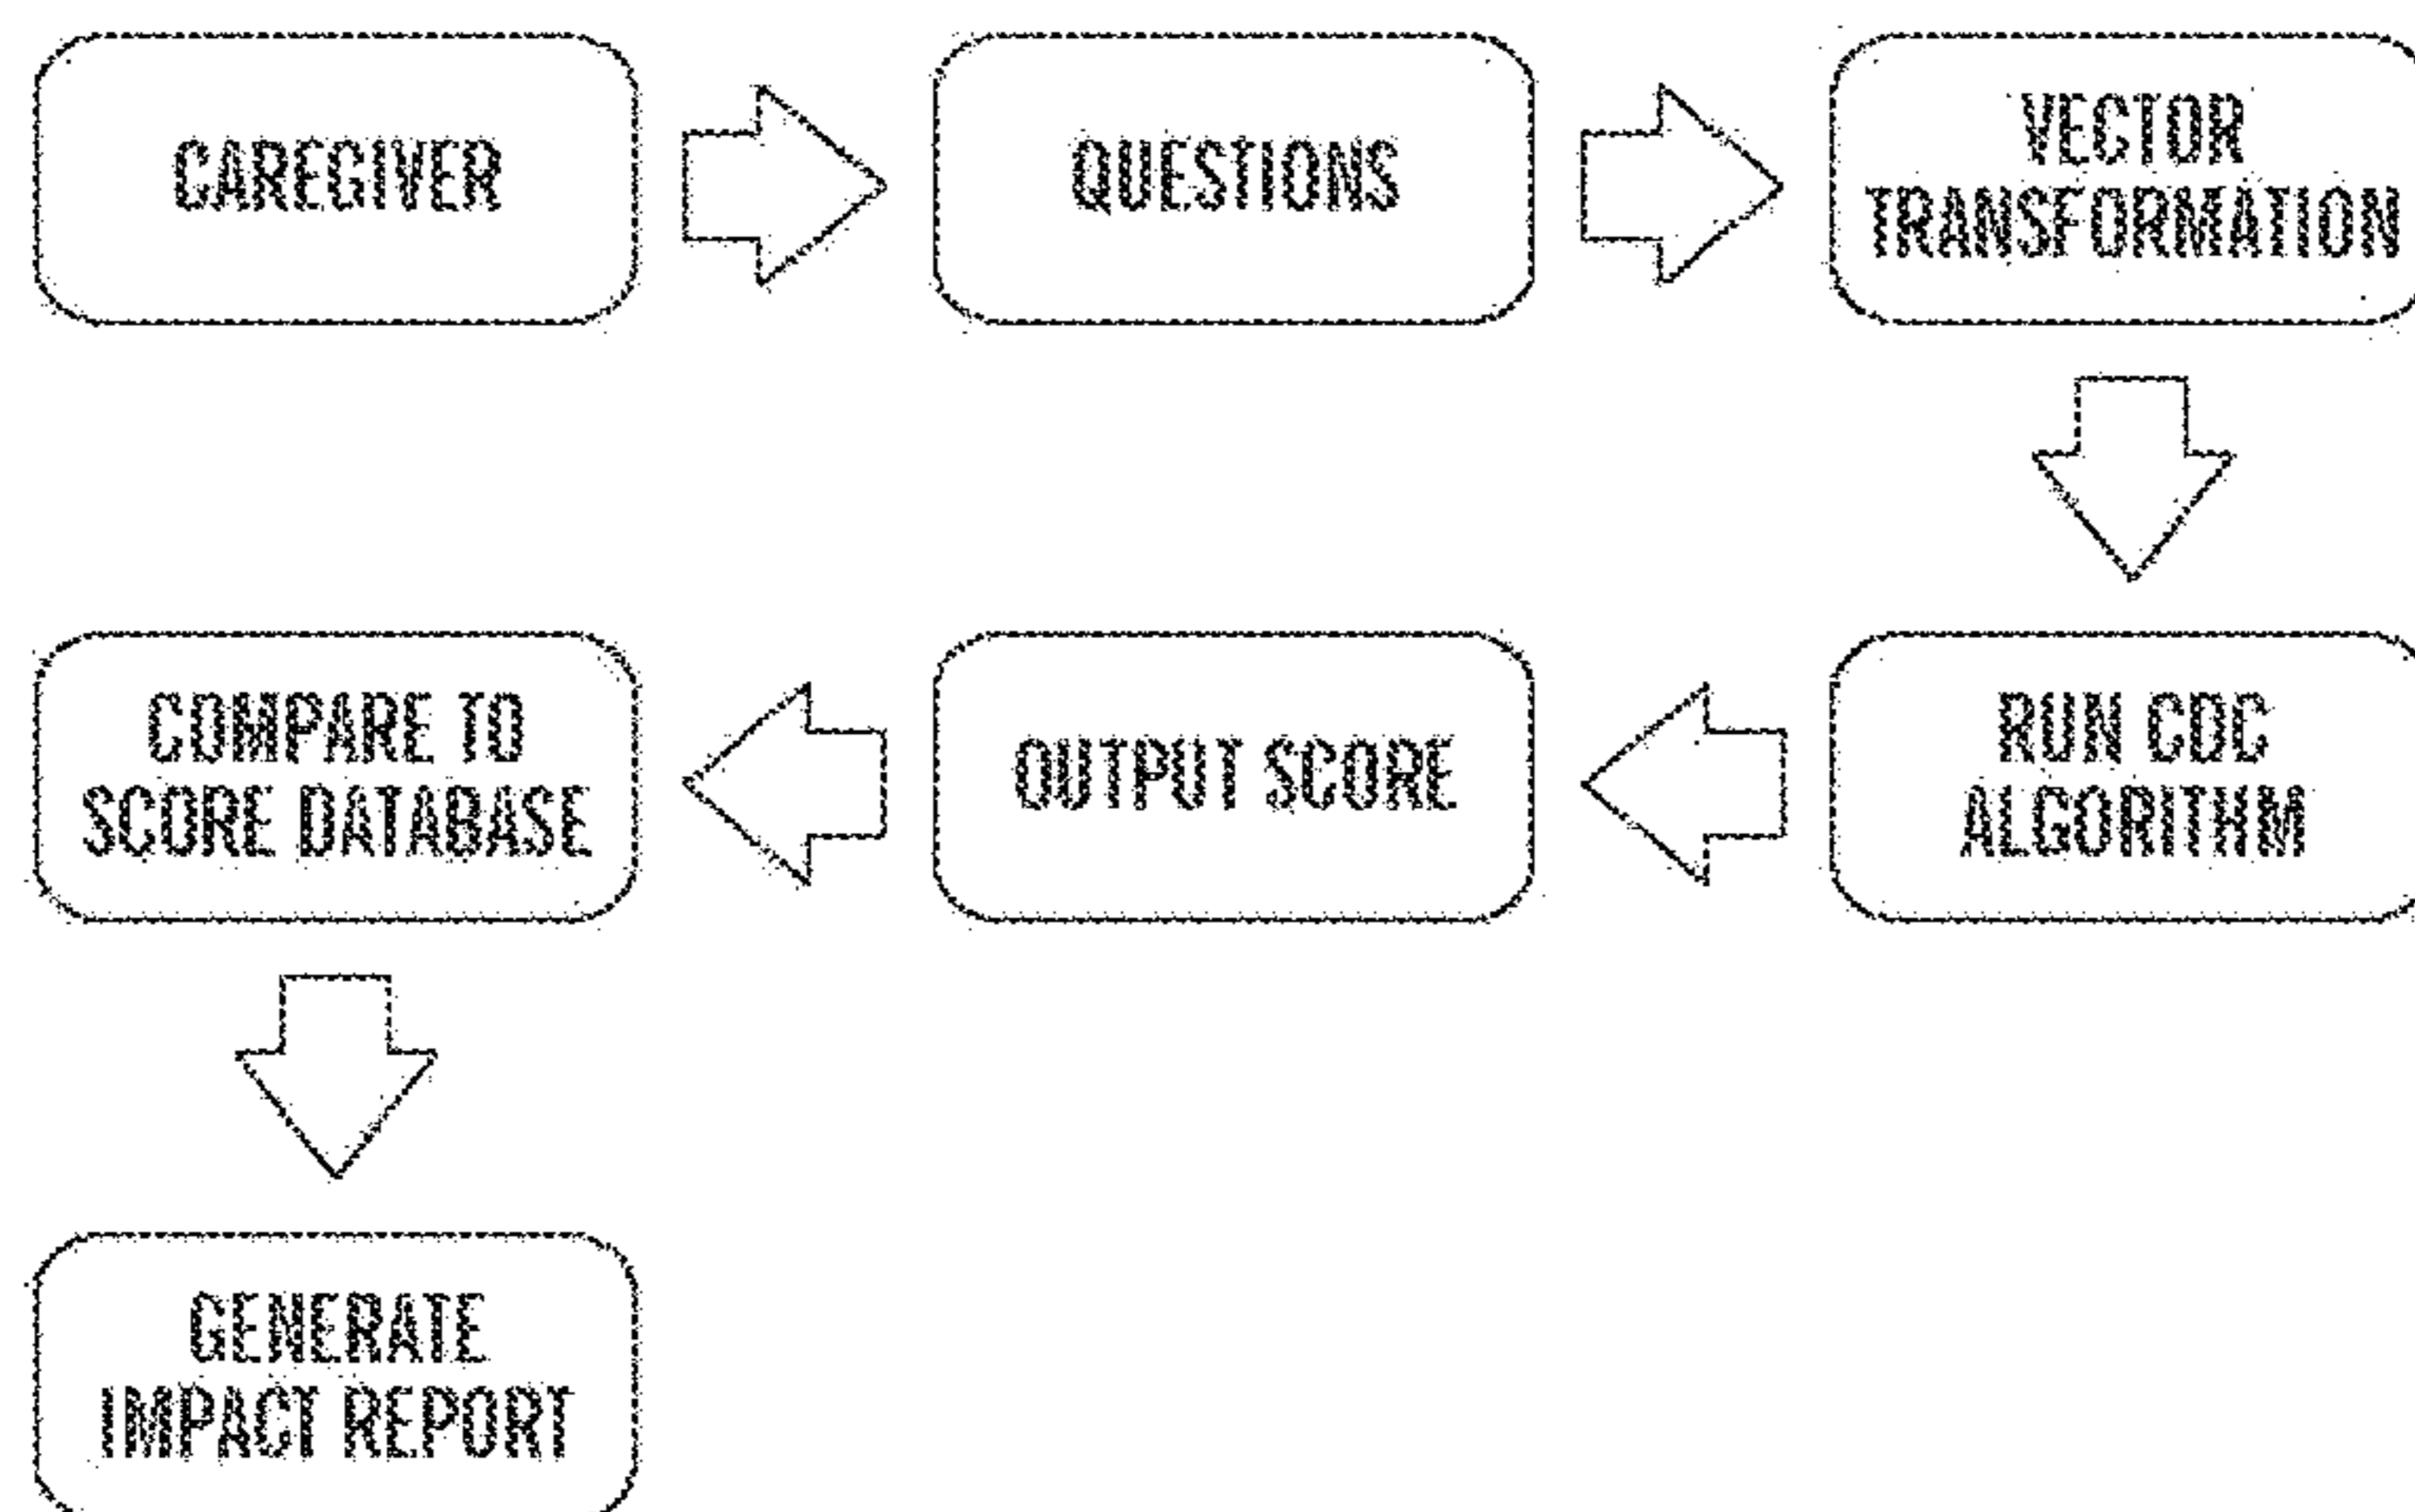 CAREGIVER
QUESTIONS
VECTOR
TRANSFORMATION
RUN CDC
ALGORITHM
OUTPUT SCORE
COMPARE TO
SCORE DATABASE
GENERATE
IMPACT REPORT